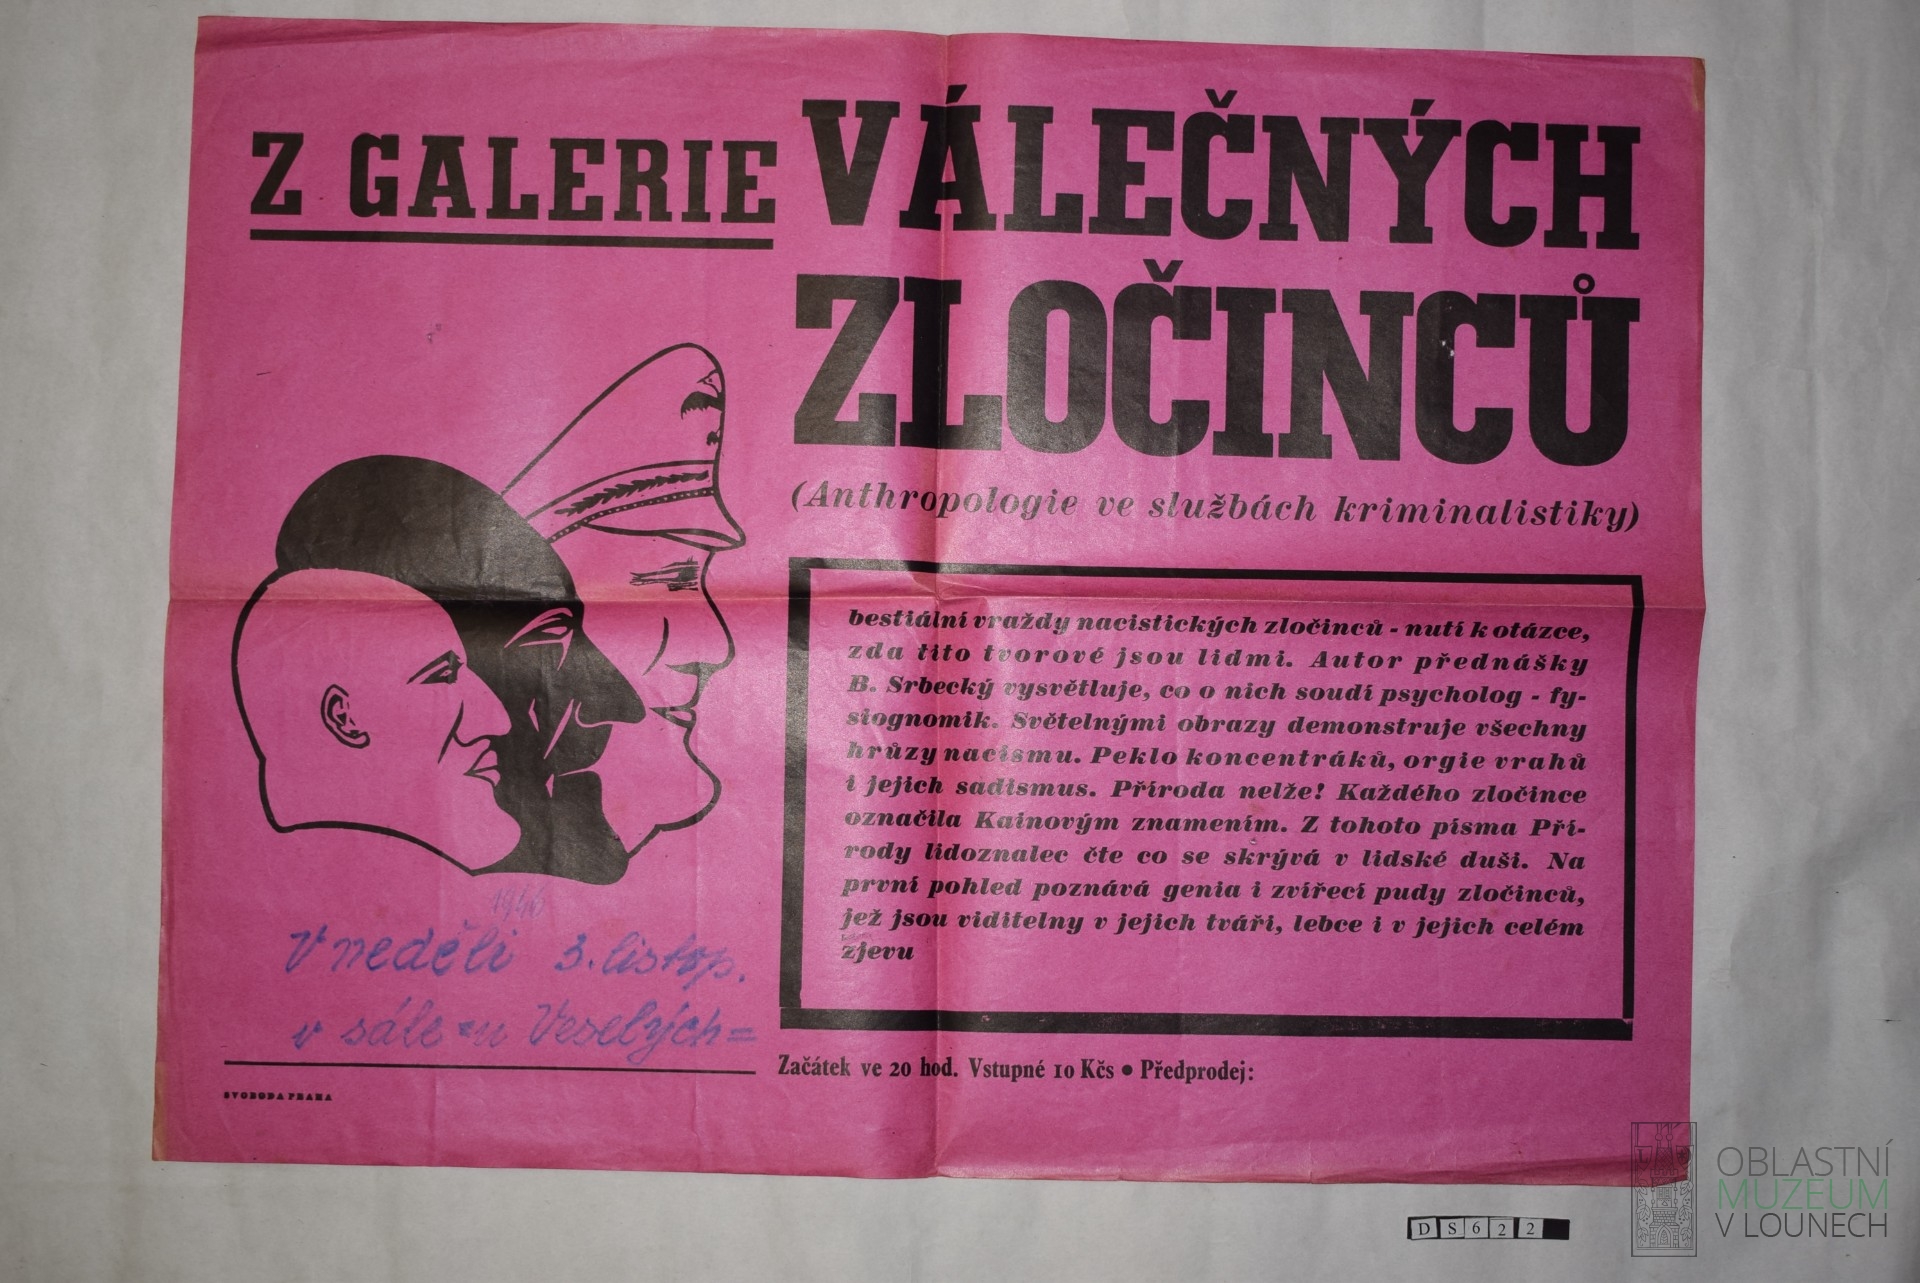 Z GALERIE VÁLEČNÝCH
ZLOČINCŮ
(Anthropologie ve službách kriminalistiky)
bestiální vraždy nacistických zločinců - nutí k otázce,
zda tito tvorové jsou lidmi. Autor přednášky
B. Srbecký vysvětluje, co o nich soudí psycholog - fy-
siognomik. Světelnými obrazy demonstruje všechny
hrůzy nacismu. Peklo koncentráků, orgie vrahů
i jejich sadismus. Příroda nelže! Každého zločince
označila Kainovým znamením. Z tohoto písma Pří-
rody lidoznalec čte co se skrývá v lidské duši. Na
první pohled poznává genia i zvířecí pudy zločinců,
jež jsou viditelny v jejich tváři, lebce i v jejich celém
zjevu
1946
V neděli 3. listop.
v sále u Veselých=
Začátek ve 20 hod. Vstupné 10 Kčs • Předprodej:
SVOBODA PRAHA
DS622
OBLASTNÍ
MUZEUM
V LOUNECH